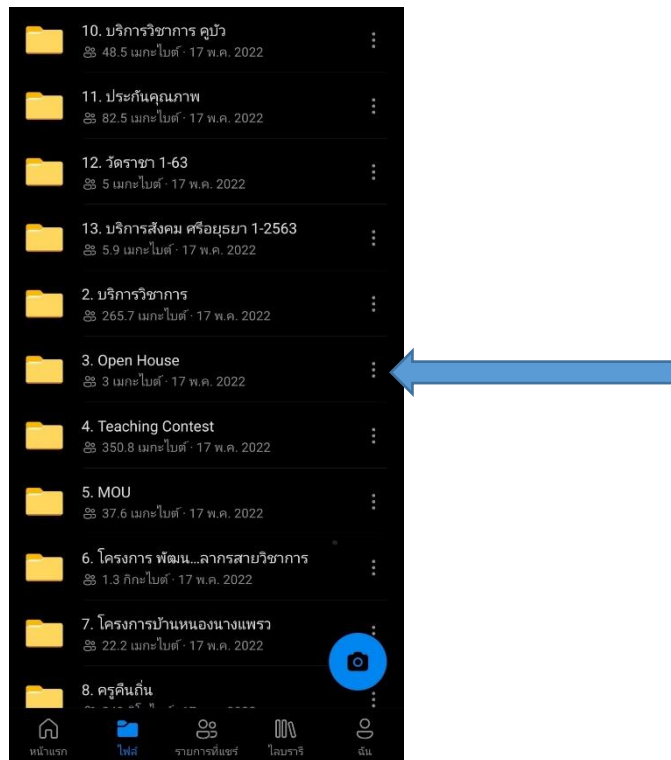 10. บริการวิชาการ คูบัว
48.5 เมกะไบต์ · 17 พ.ค. 2022
11. ประกันคุณภาพ
82.5 เมกะไบต์ · 17 พ.ค. 2022
12. วัดราชา 1-63
5 เมกะไบต์ · 17 พ.ค. 2022
13. บริการสังคม ศรีอยุธยา 1-2563
5.9 เมกะไบต์ · 17 พ.ค. 2022
2. บริการวิชาการ
265.7 เมกะไบต์ · 17 พ.ค. 2022
3. Open House
3 เมกะไบต์ · 17 พ.ค. 2022
4. Teaching Contest
350.8 เมกะไบต์ · 17 พ.ค. 2022
5. MOU
37.6 เมกะไบต์ · 17 พ.ค. 2022
6. โครงการ พัฒน...ลากรสายวิชาการ
1.3 กิกะไบต์ · 17 พ.ค. 2022
7. โครงการบ้านหนองนางแพรว
22.2 เมกะไบต์ · 17 พ.ค. 2022
8. ครูคืนถิ่น
หน้าแรก ไฟล์ รายการที่แชร์ ไลบรารี ฉัน